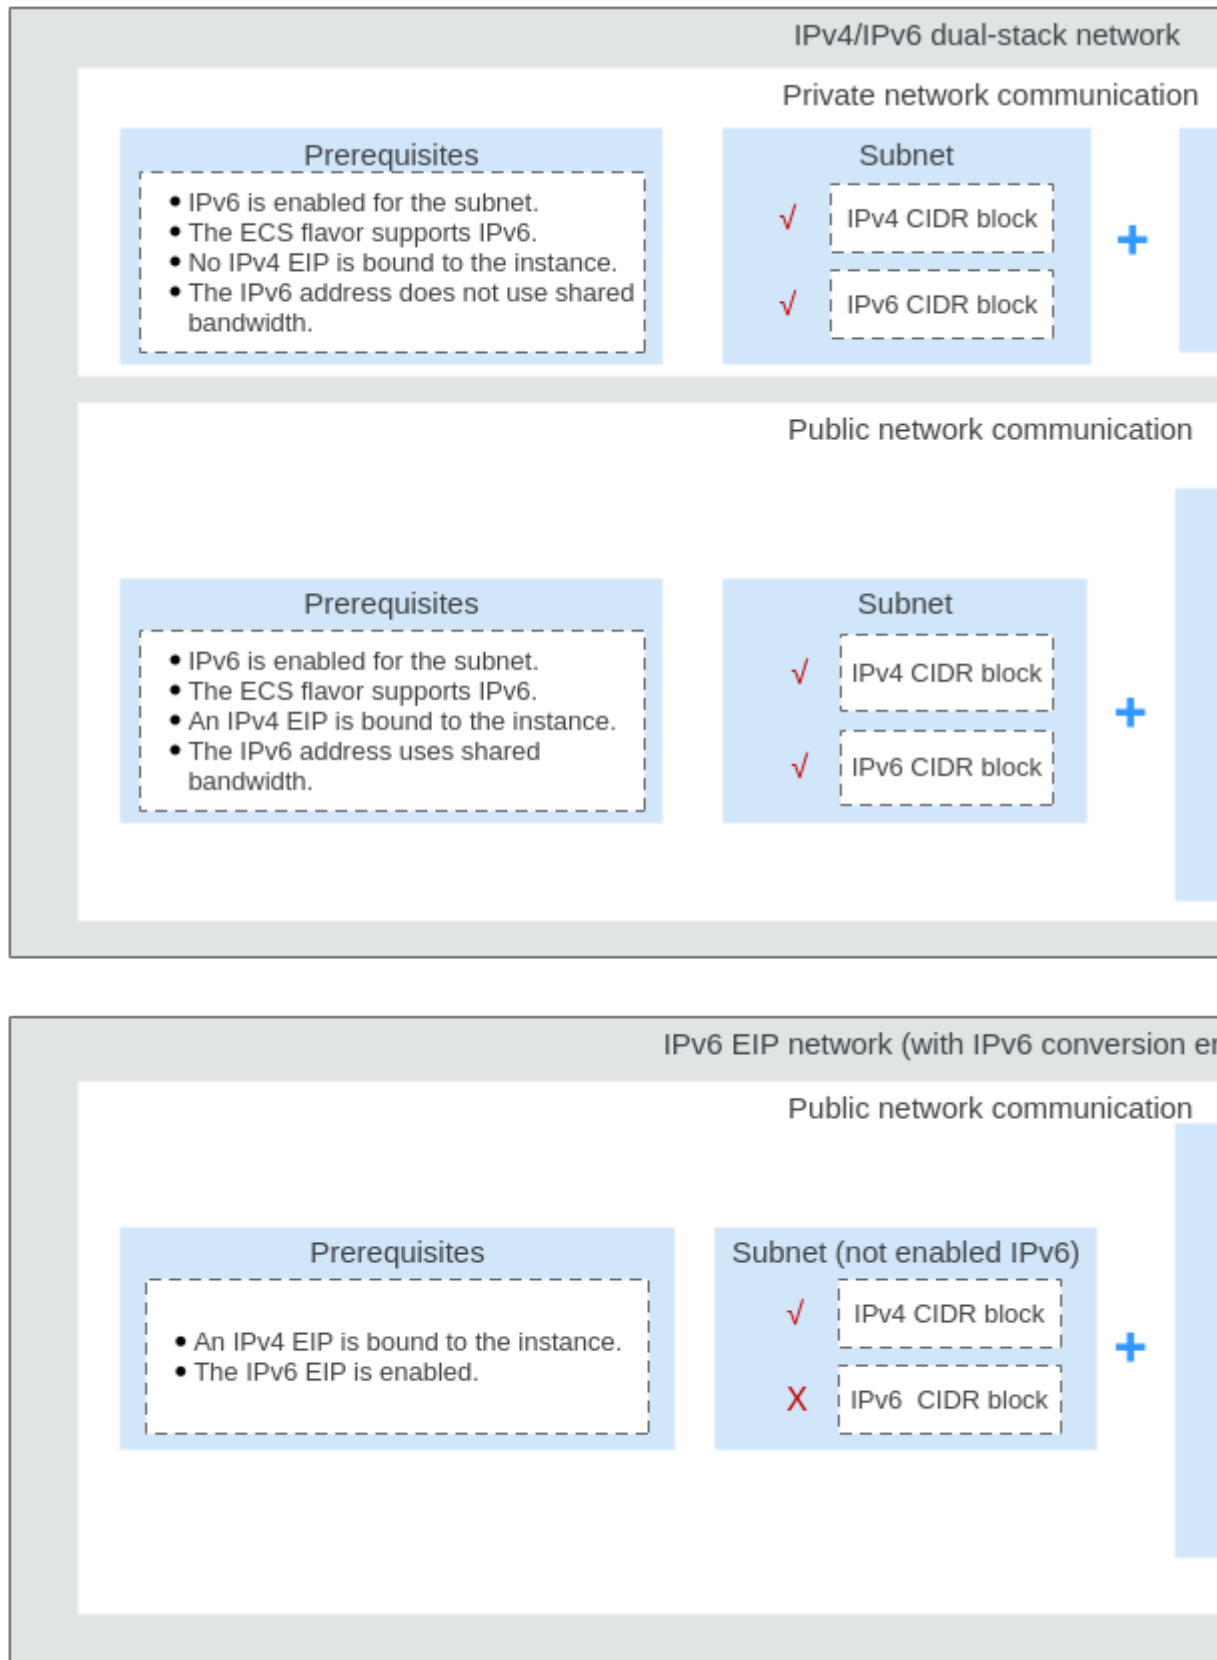 IPv4/IPv6 dual-stack network
Private network communication
Prerequisites
• IPv6 is enabled for the subnet.
• The ECS flavor supports IPv6.
• No IPv4 EIP is bound to the instance.
• The IPv6 address does not use shared
bandwidth.
Subnet
√ IPv4 CIDR block
√ IPv6 CIDR block
+
Public network communication
Prerequisites
• IPv6 is enabled for the subnet.
• The ECS flavor supports IPv6.
• An IPv4 EIP is bound to the instance.
• The IPv6 address uses shared
bandwidth.
Subnet
√ IPv4 CIDR block
√ IPv6 CIDR block
+
IPv6 EIP network (with IPv6 conversion
Public network communication
Prerequisites
• An IPv4 EIP is bound to the instance.
• The IPv6 EIP is enabled.
Subnet (not enabled IPv6)
√ IPv4 CIDR block
X IPv6 CIDR block
+